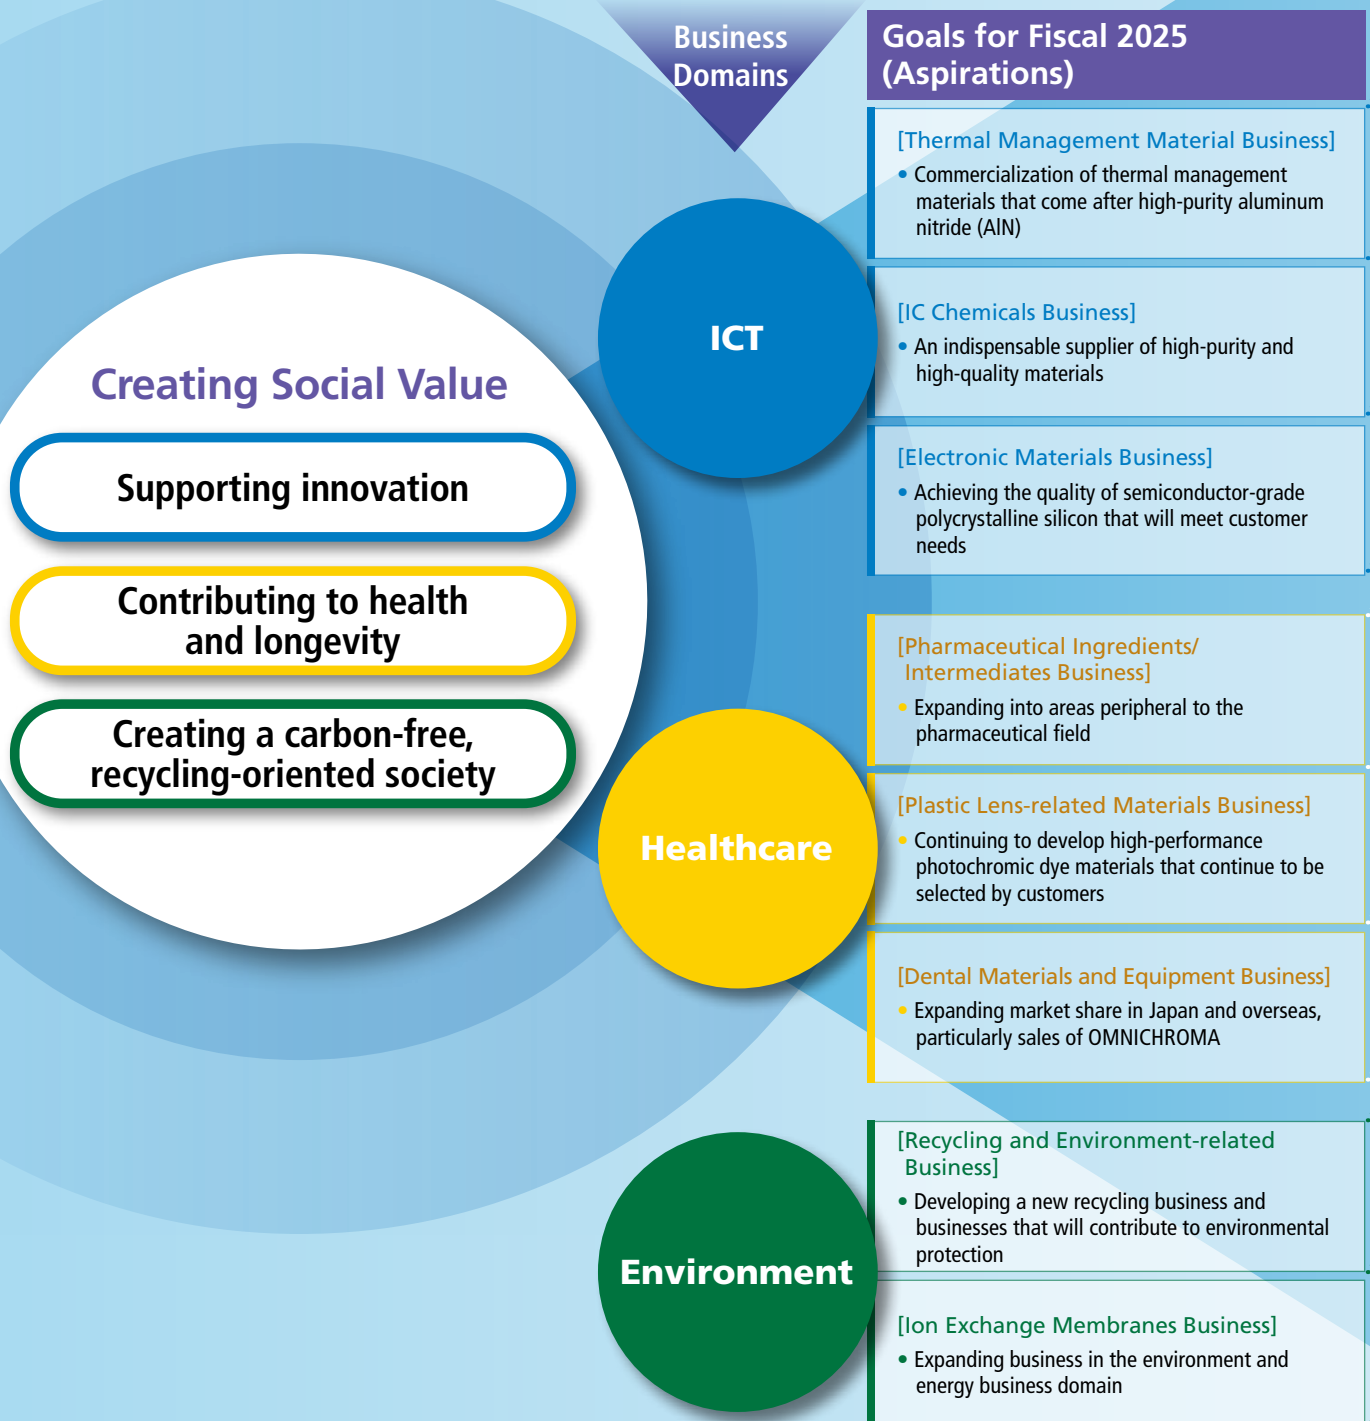 Business
Domains
Goals for Fiscal 2025
(Aspirations)
Creating Social Value
Supporting innovation
Contributing to health
and longevity
Creating a carbon-free,
recycling-oriented society
ICT
[Thermal Management Material Business]
• Commercialization of thermal management
materials that come after high-purity aluminum
nitride (AlN)
[IC Chemicals Business]
• An indispensable supplier of high-purity and
high-quality materials
[Electronic Materials Business]
• Achieving the quality of semiconductor-grade
polycrystalline silicon that will meet customer
needs
Healthcare
[Pharmaceutical Ingredients/
Intermediates Business]
• Expanding into areas peripheral to the
pharmaceutical field
[Plastic Lens-related Materials Business]
• Continuing to develop high-performance
photochromic dye materials that continue to be
selected by customers
[Dental Materials and Equipment Business]
• Expanding market share in Japan and overseas,
particularly sales of OMNICHROMA
Environment
[Recycling and Environment-related
Business]
• Developing a new recycling business and
businesses that will contribute to environmental
protection
[Ion Exchange Membranes Business]
• Expanding business in the environment and
energy business domain